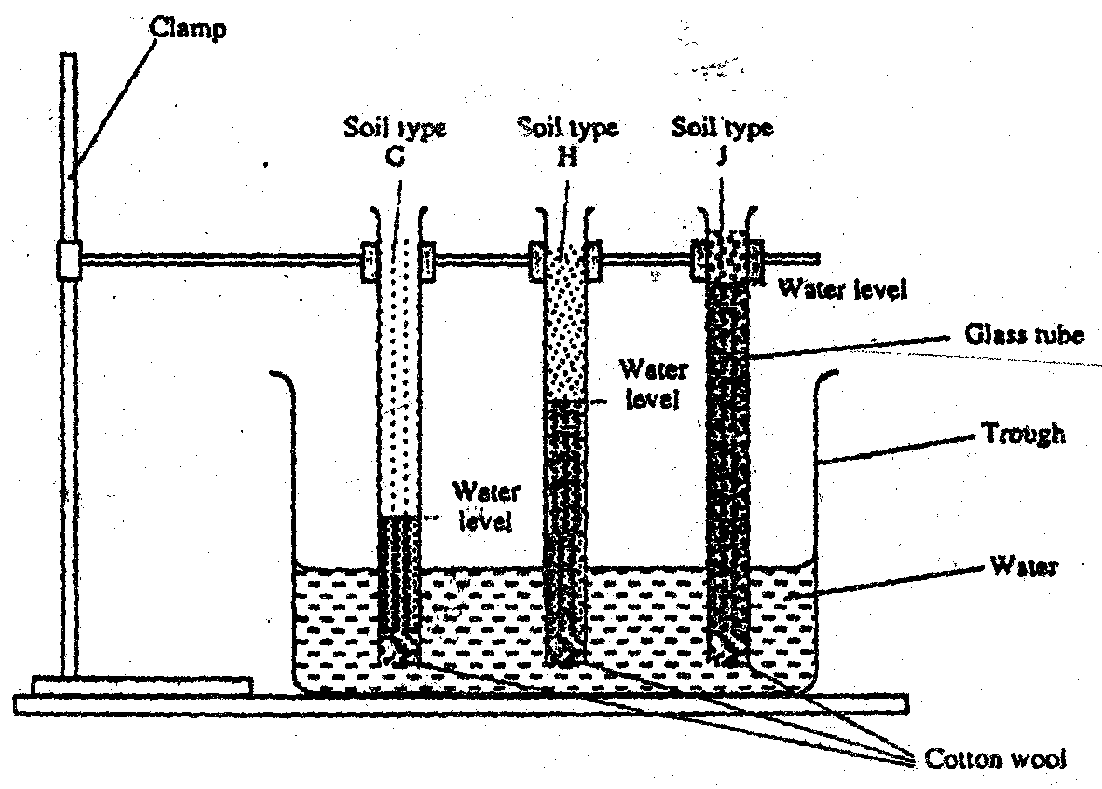 Clamp
Soil type
G
Soil type
H
Soil type
J
Water level
Glass tube
Water
level
Trough
Water
level
Water
Cotton wool